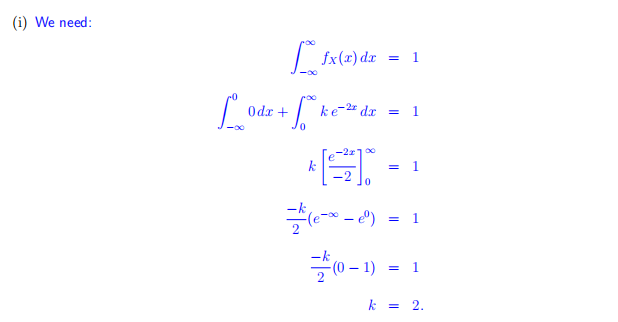 (i) We need:
∫_{-∞}^{∞} f_X(x) dx = 1
∫_{-∞}^{0} 0 dx + ∫_{0}^{∞} k e^{-2x} dx = 1
k [e^{-2x}/-2]_{0}^{∞} = 1
-k/2 (e^{-∞} - e^{0}) = 1
-k/2 (0 - 1) = 1
k = 2.